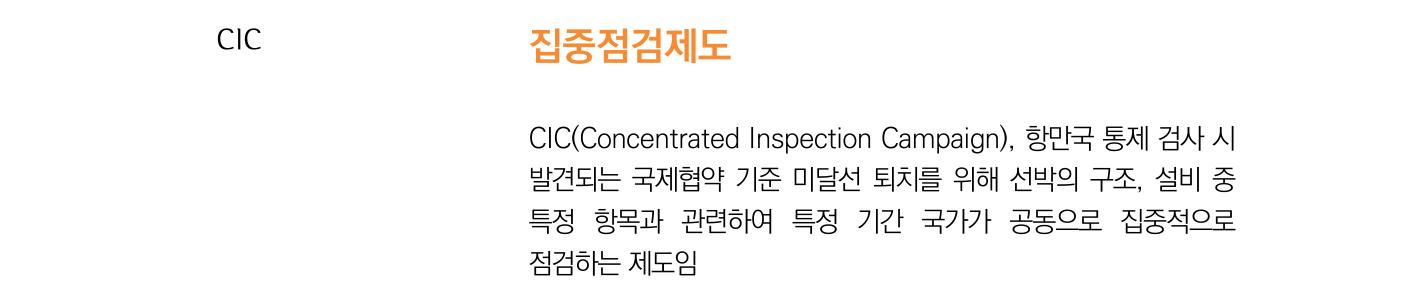 CIC
집중점검제도
CIC(Concentrated Inspection Campaign), 항만국 통제 검사 시
발견되는 국제협약 기준 미달선 퇴치를 위해 선박의 구조, 설비 중
특정 항목과 관련하여 특정 기간 국가가 공동으로 집중적으로
점검하는 제도임